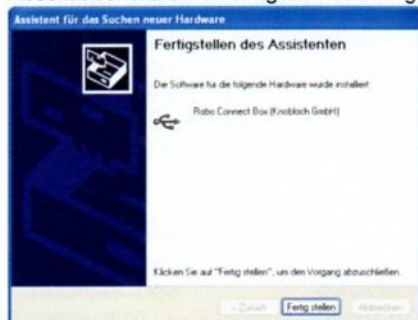 Assistent für das Suchen neuer Hardware
Fertigstellen des Assistenten
Die Software für die folgende Hardware wurde installiert:
Robo Connect Box (Knobloch GmbH)
Klicken Sie auf "Fertig stellen", um den Vorgang abzuschließen.
< Zurück Fertig stellen Abbrechen